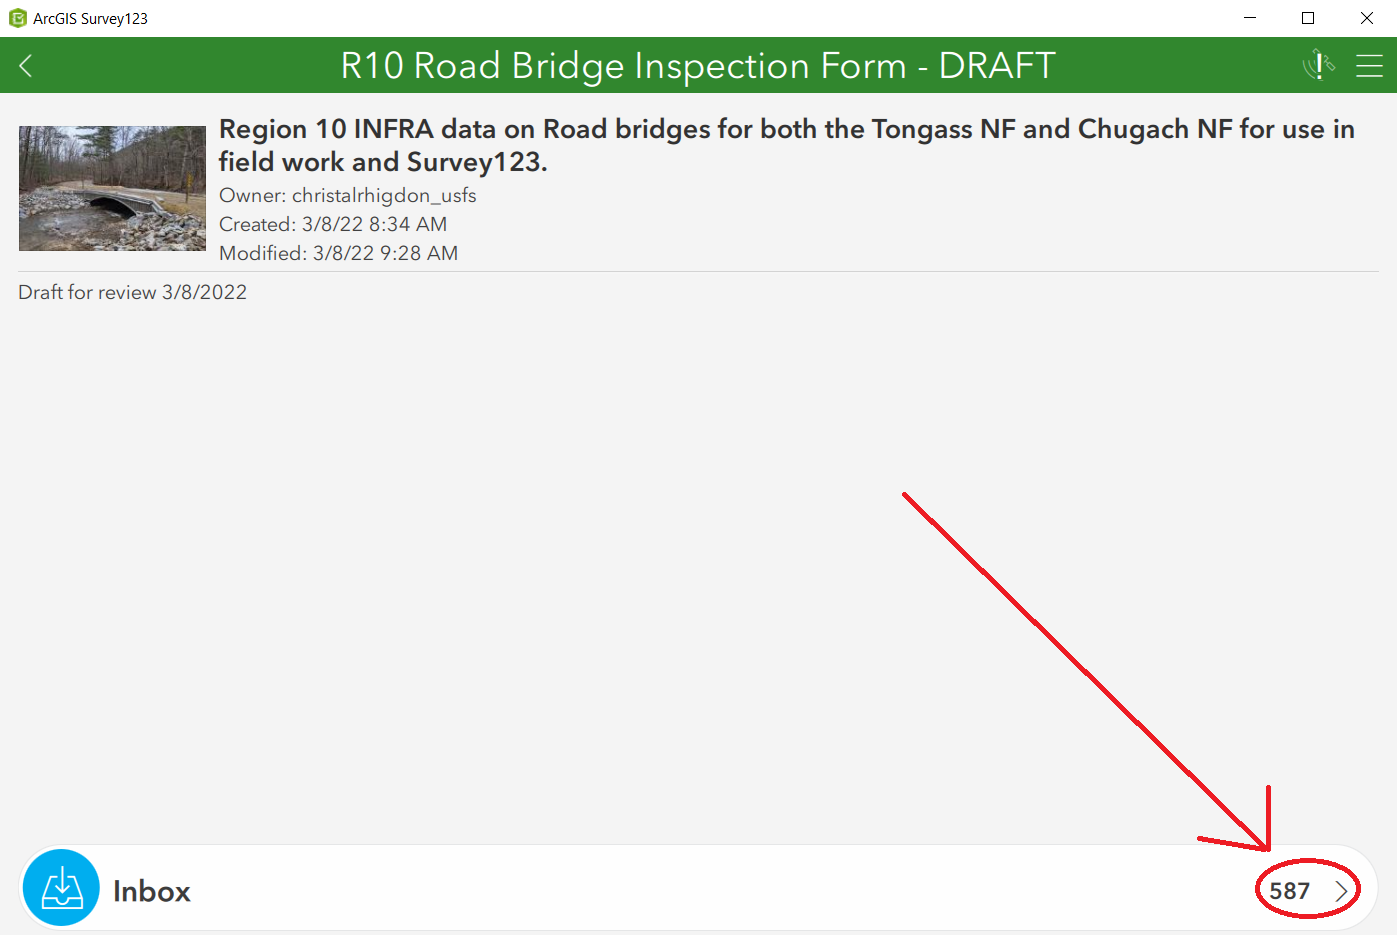 ArcGIS Survey123
R10 Road Bridge Inspection Form - DRAFT
Region 10 INFRA data on Road bridges for both the Tongass NF and Chugach NF for use in
field work and Survey123.
Owner: christalrhigdon_usfs
Created: 3/8/22 8:34 AM
Modified: 3/8/22 9:28 AM
Draft for review 3/8/2022
Inbox 587